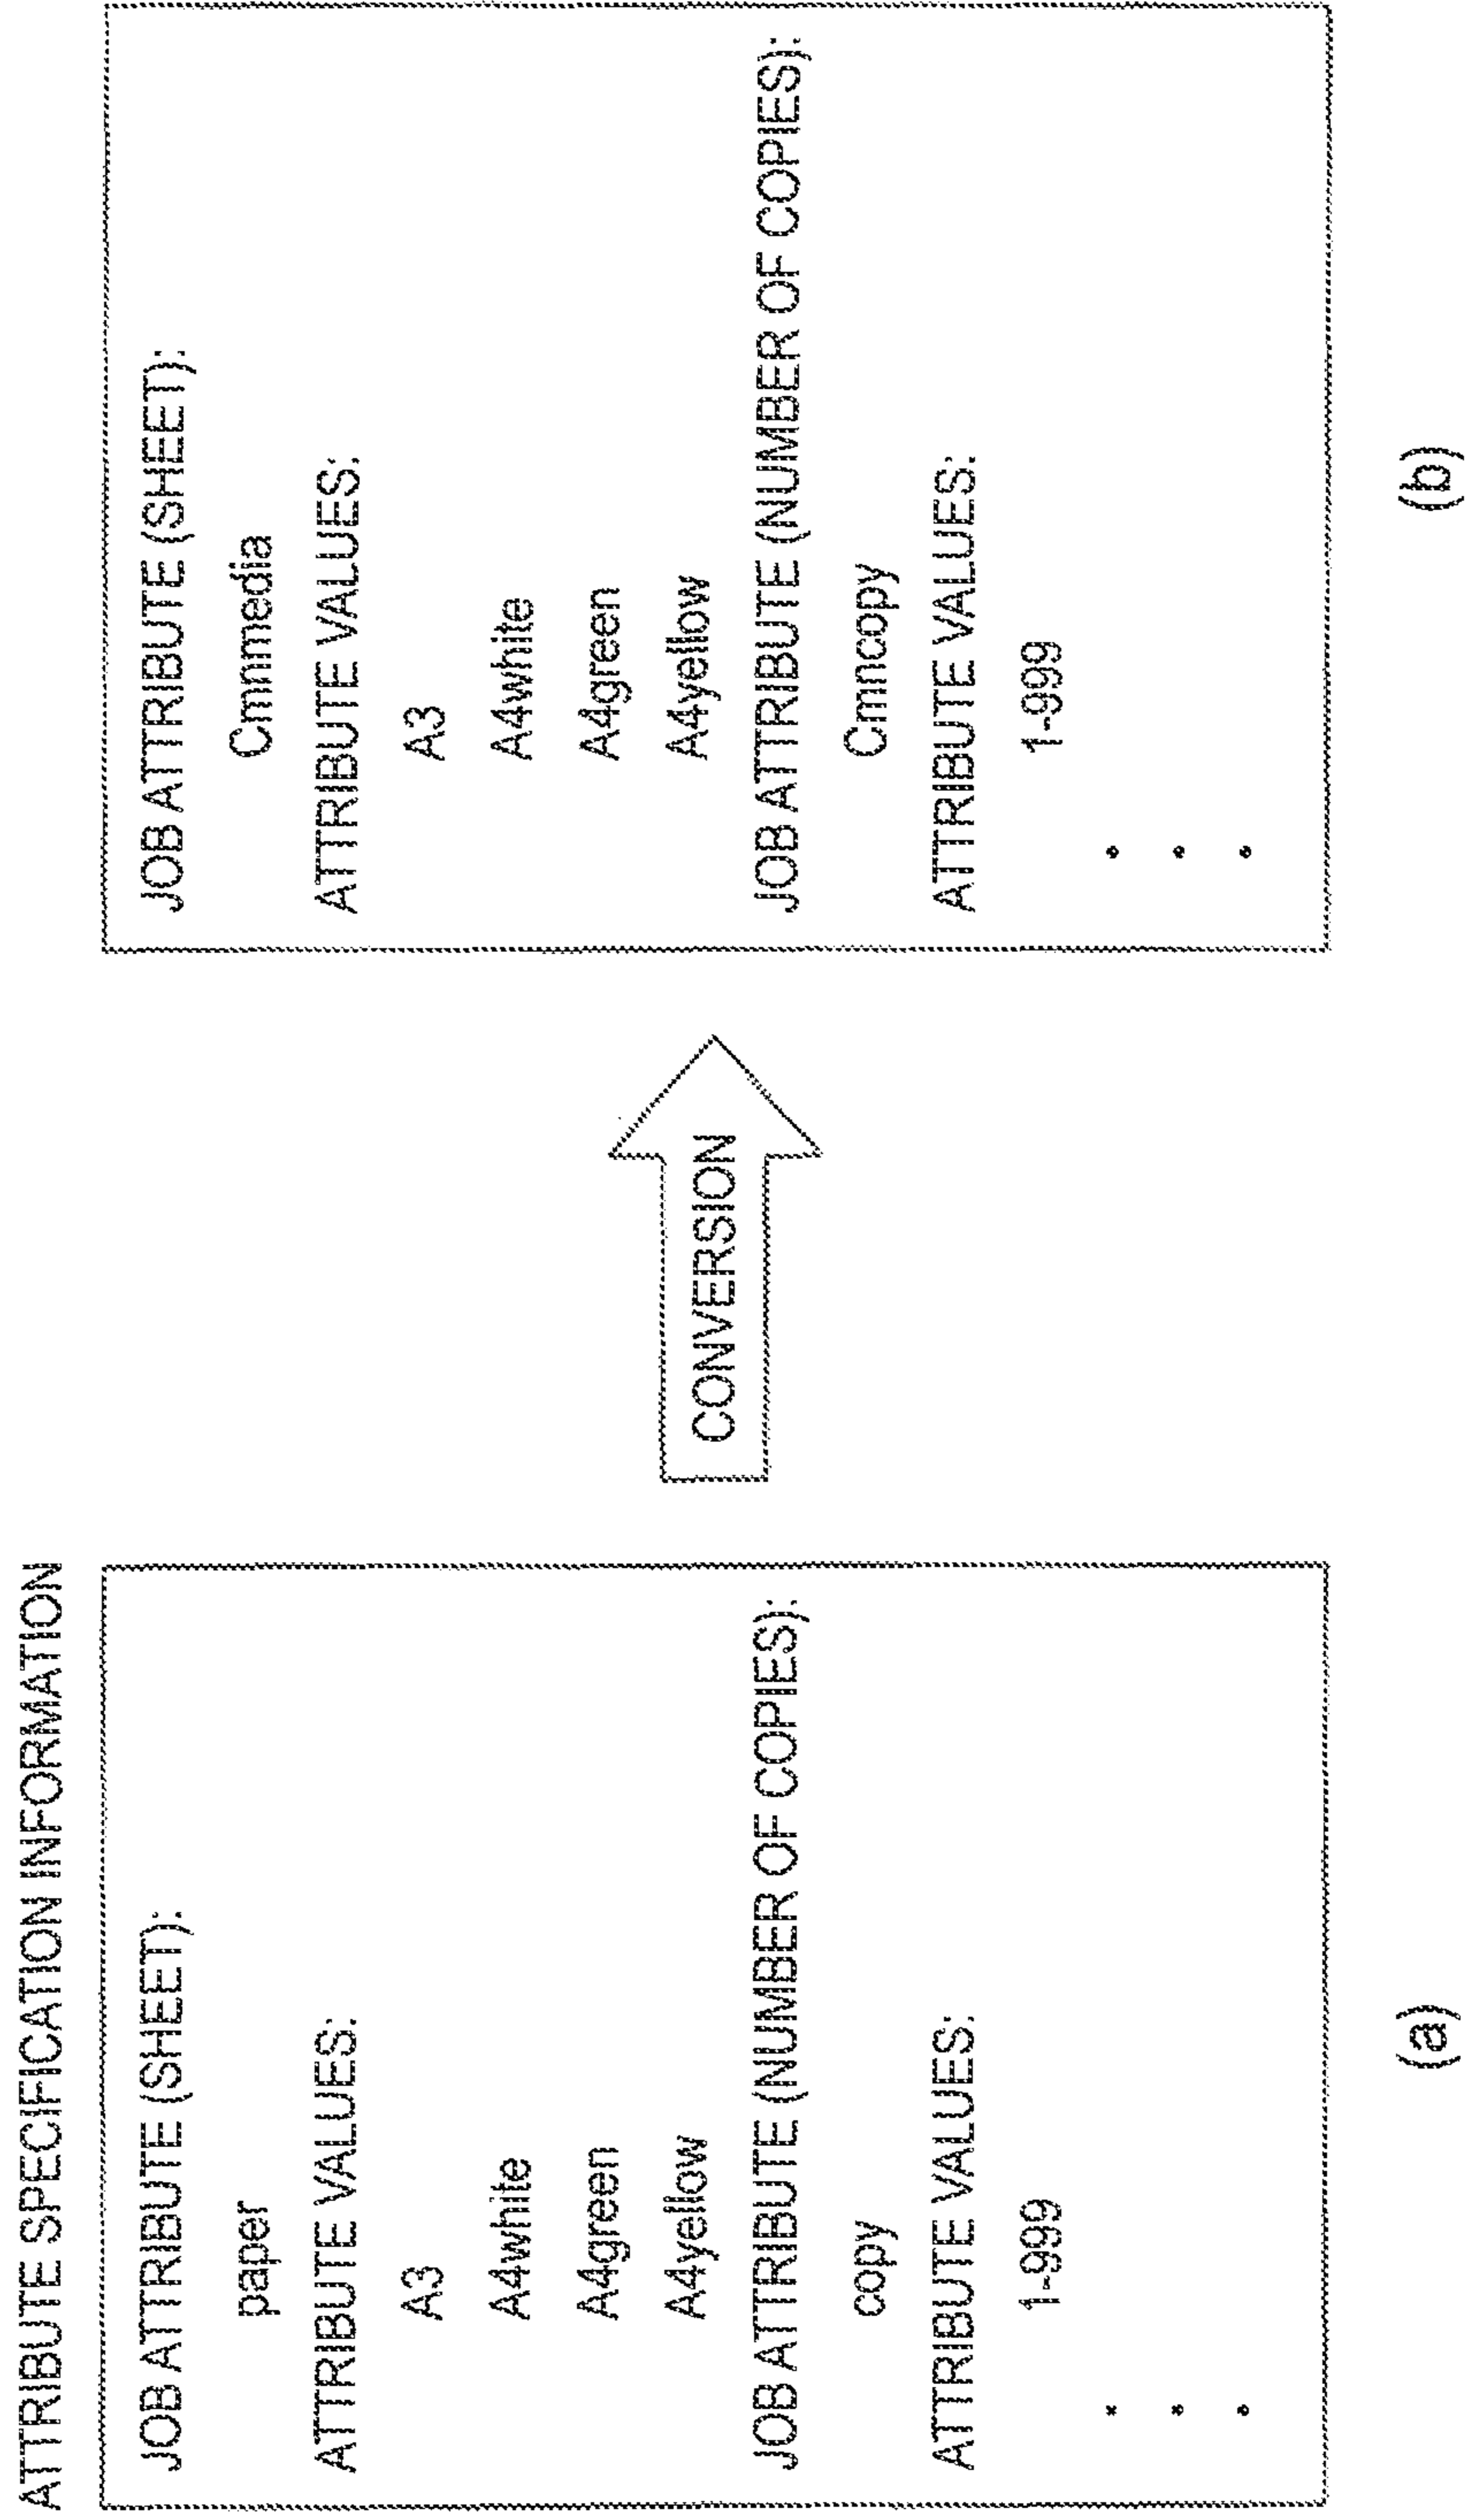 ATTRIBUTE SPECIFICATION INFORMATION
JOB ATTRIBUTE (SHEET):
paper
ATTRIBUTE VALUES:
A3
A4white
A4green
A4yellow
JOB ATTRIBUTE (NUMBER OF COPIES):
copy
ATTRIBUTE VALUES:
1-999
(a)
CONVERSION
JOB ATTRIBUTE (SHEET):
Cmnmedia
ATTRIBUTE VALUES:
A3
A4white
A4green
A4yellow
JOB ATTRIBUTE (NUMBER OF COPIES):
Cmncopy
ATTRIBUTE VALUES:
1-999
(b)